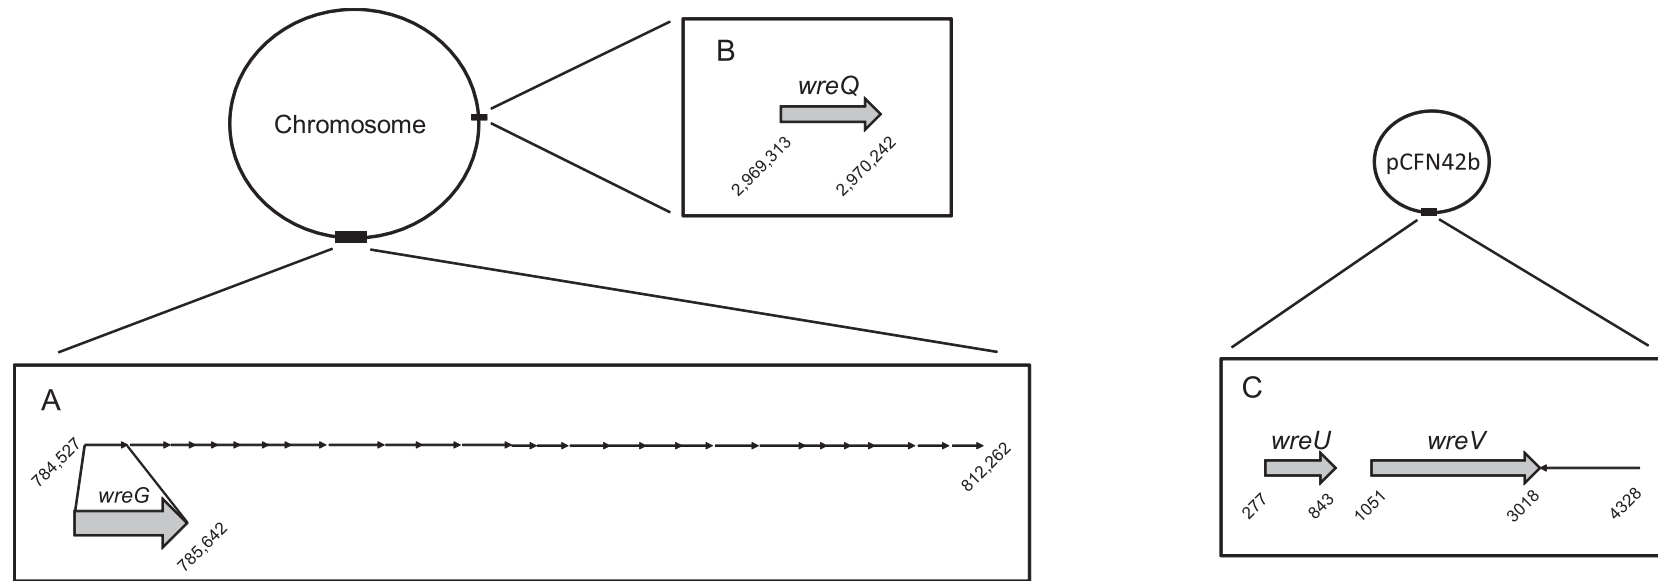 Chromosome
B
wreQ
2,969,313
2,970,242
pCFN42b
A
784,527
812,262
wreG
785,642
C
wreU
wreV
277
843
1051
3018
4328